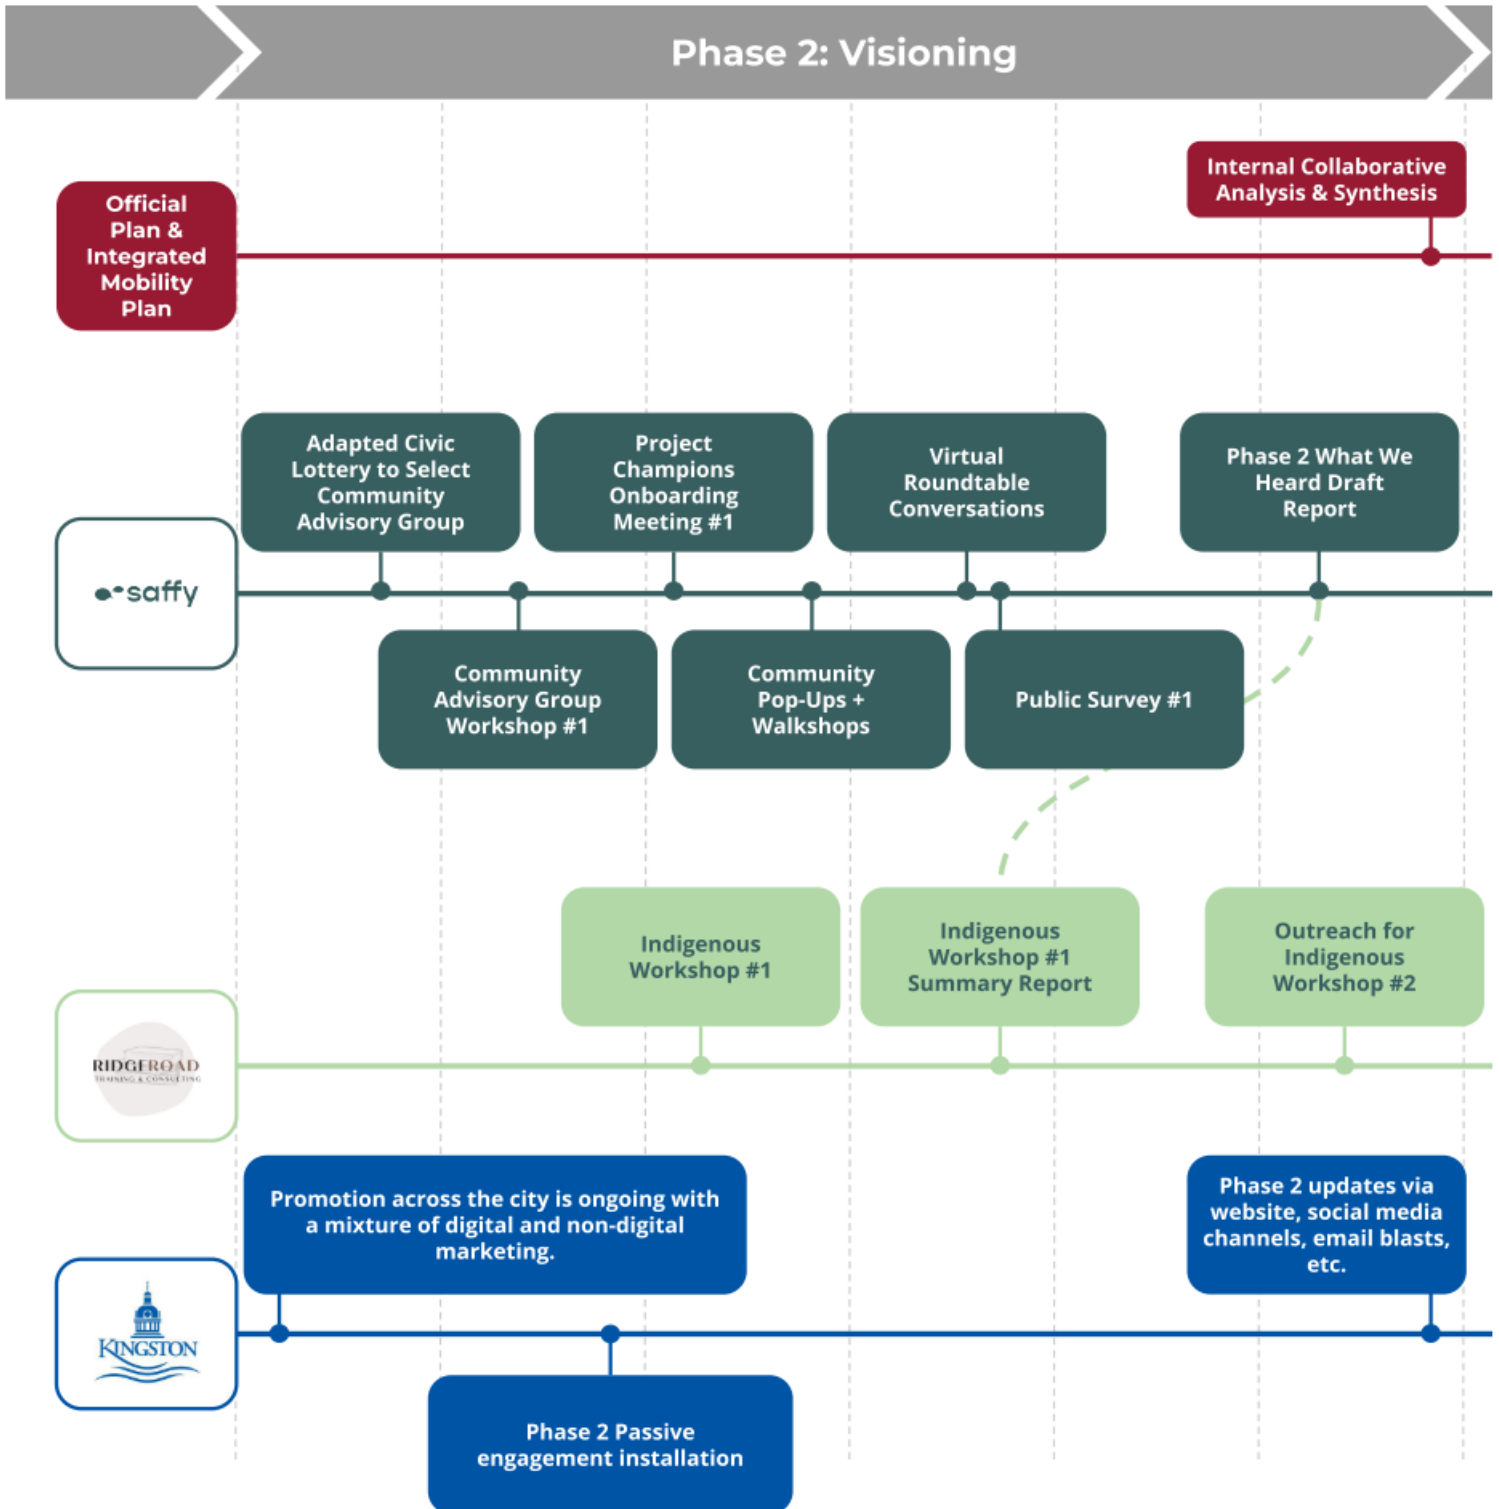 Phase 2: Visioning
Internal Collaborative
Analysis & Synthesis
Official
Plan &
Integrated
Mobility
Plan
Adapted Civic
Lottery to Select
Community
Advisory Group
Project
Champions
Onboarding
Meeting #1
Virtual
Roundtable
Conversations
Phase 2 What We
Heard Draft
Report
saffy
Community
Advisory Group
Workshop #1
Community
Pop-Ups +
Walkshops
Public Survey #1
Indigenous
Workshop #1
Indigenous
Workshop #1
Summary Report
Outreach for
Indigenous
Workshop #2
RIDGEROAD
TRAINING & CONSULTING
Promotion across the city is ongoing with
a mixture of digital and non-digital
marketing.
Phase 2 updates via
website, social media
channels, email blasts,
etc.
KINGSTON
Phase 2 Passive
engagement installation